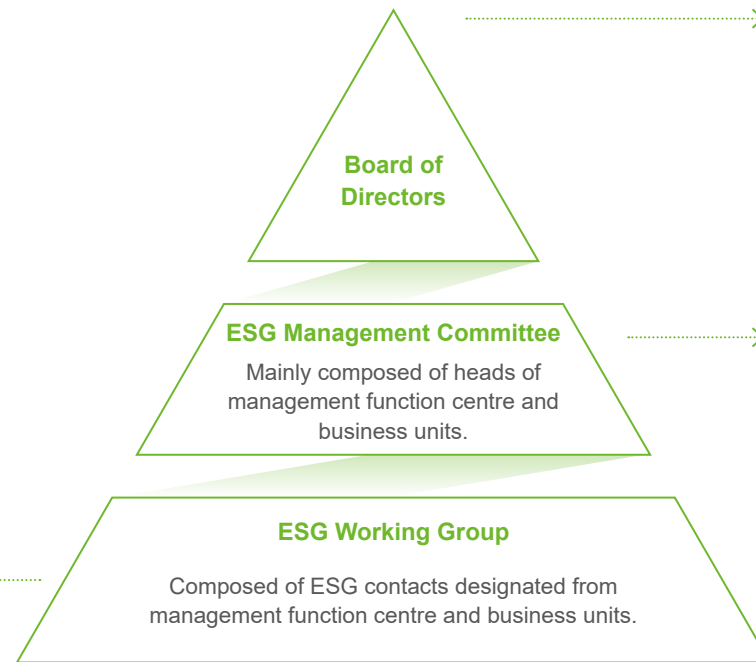 Board of
Directors
ESG Management Committee
Mainly composed of heads of
management function centre and
business units.
ESG Working Group
Composed of ESG contacts designated from
management function centre and business units.